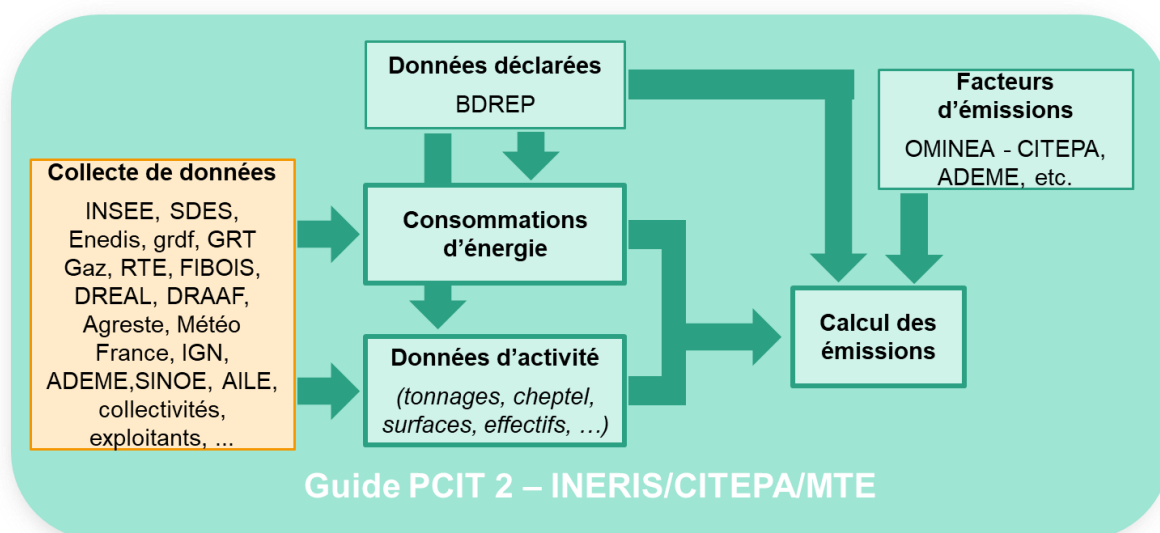 Données déclarées
BDREP
Facteurs
d'émissions
OMINEA - CITEPA,
ADEME, etc.
Collecte de données
INSEE, SDES,
Enedis, grdf, GRT
Gaz, RTE, FIBOIS,
DREAL, DRAAF,
Agreste, Météo
France, IGN,
ADEME,SINOE, AILE,
collectivités,
exploitants, ...
Consommations
d'énergie
Données d'activité
(tonnages, cheptel,
surfaces, effectifs, …)
Calcul des
émissions
Guide PCIT 2 – INERIS/CITEPA/MTE